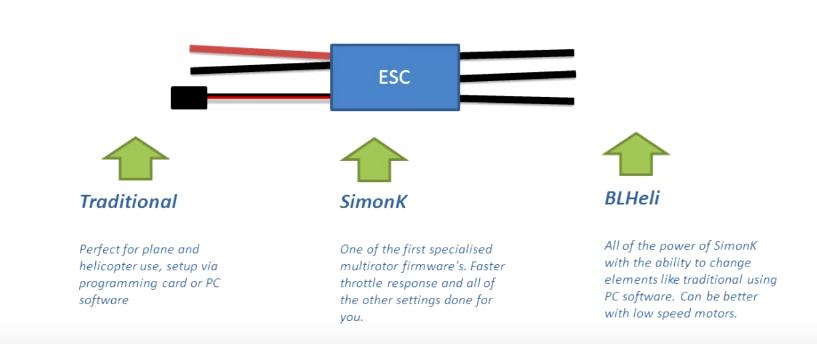 ESC
Traditional
Perfect for plane and
helicopter use, setup via
programming card or PC
software
SimonK
One of the first specialised
multirotor firmware's. Faster
throttle response and all of
the other settings done for
you.
BLHeli
All of the power of SimonK
with the ability to change
elements like traditional using
PC software. Can be better
with low speed motors.